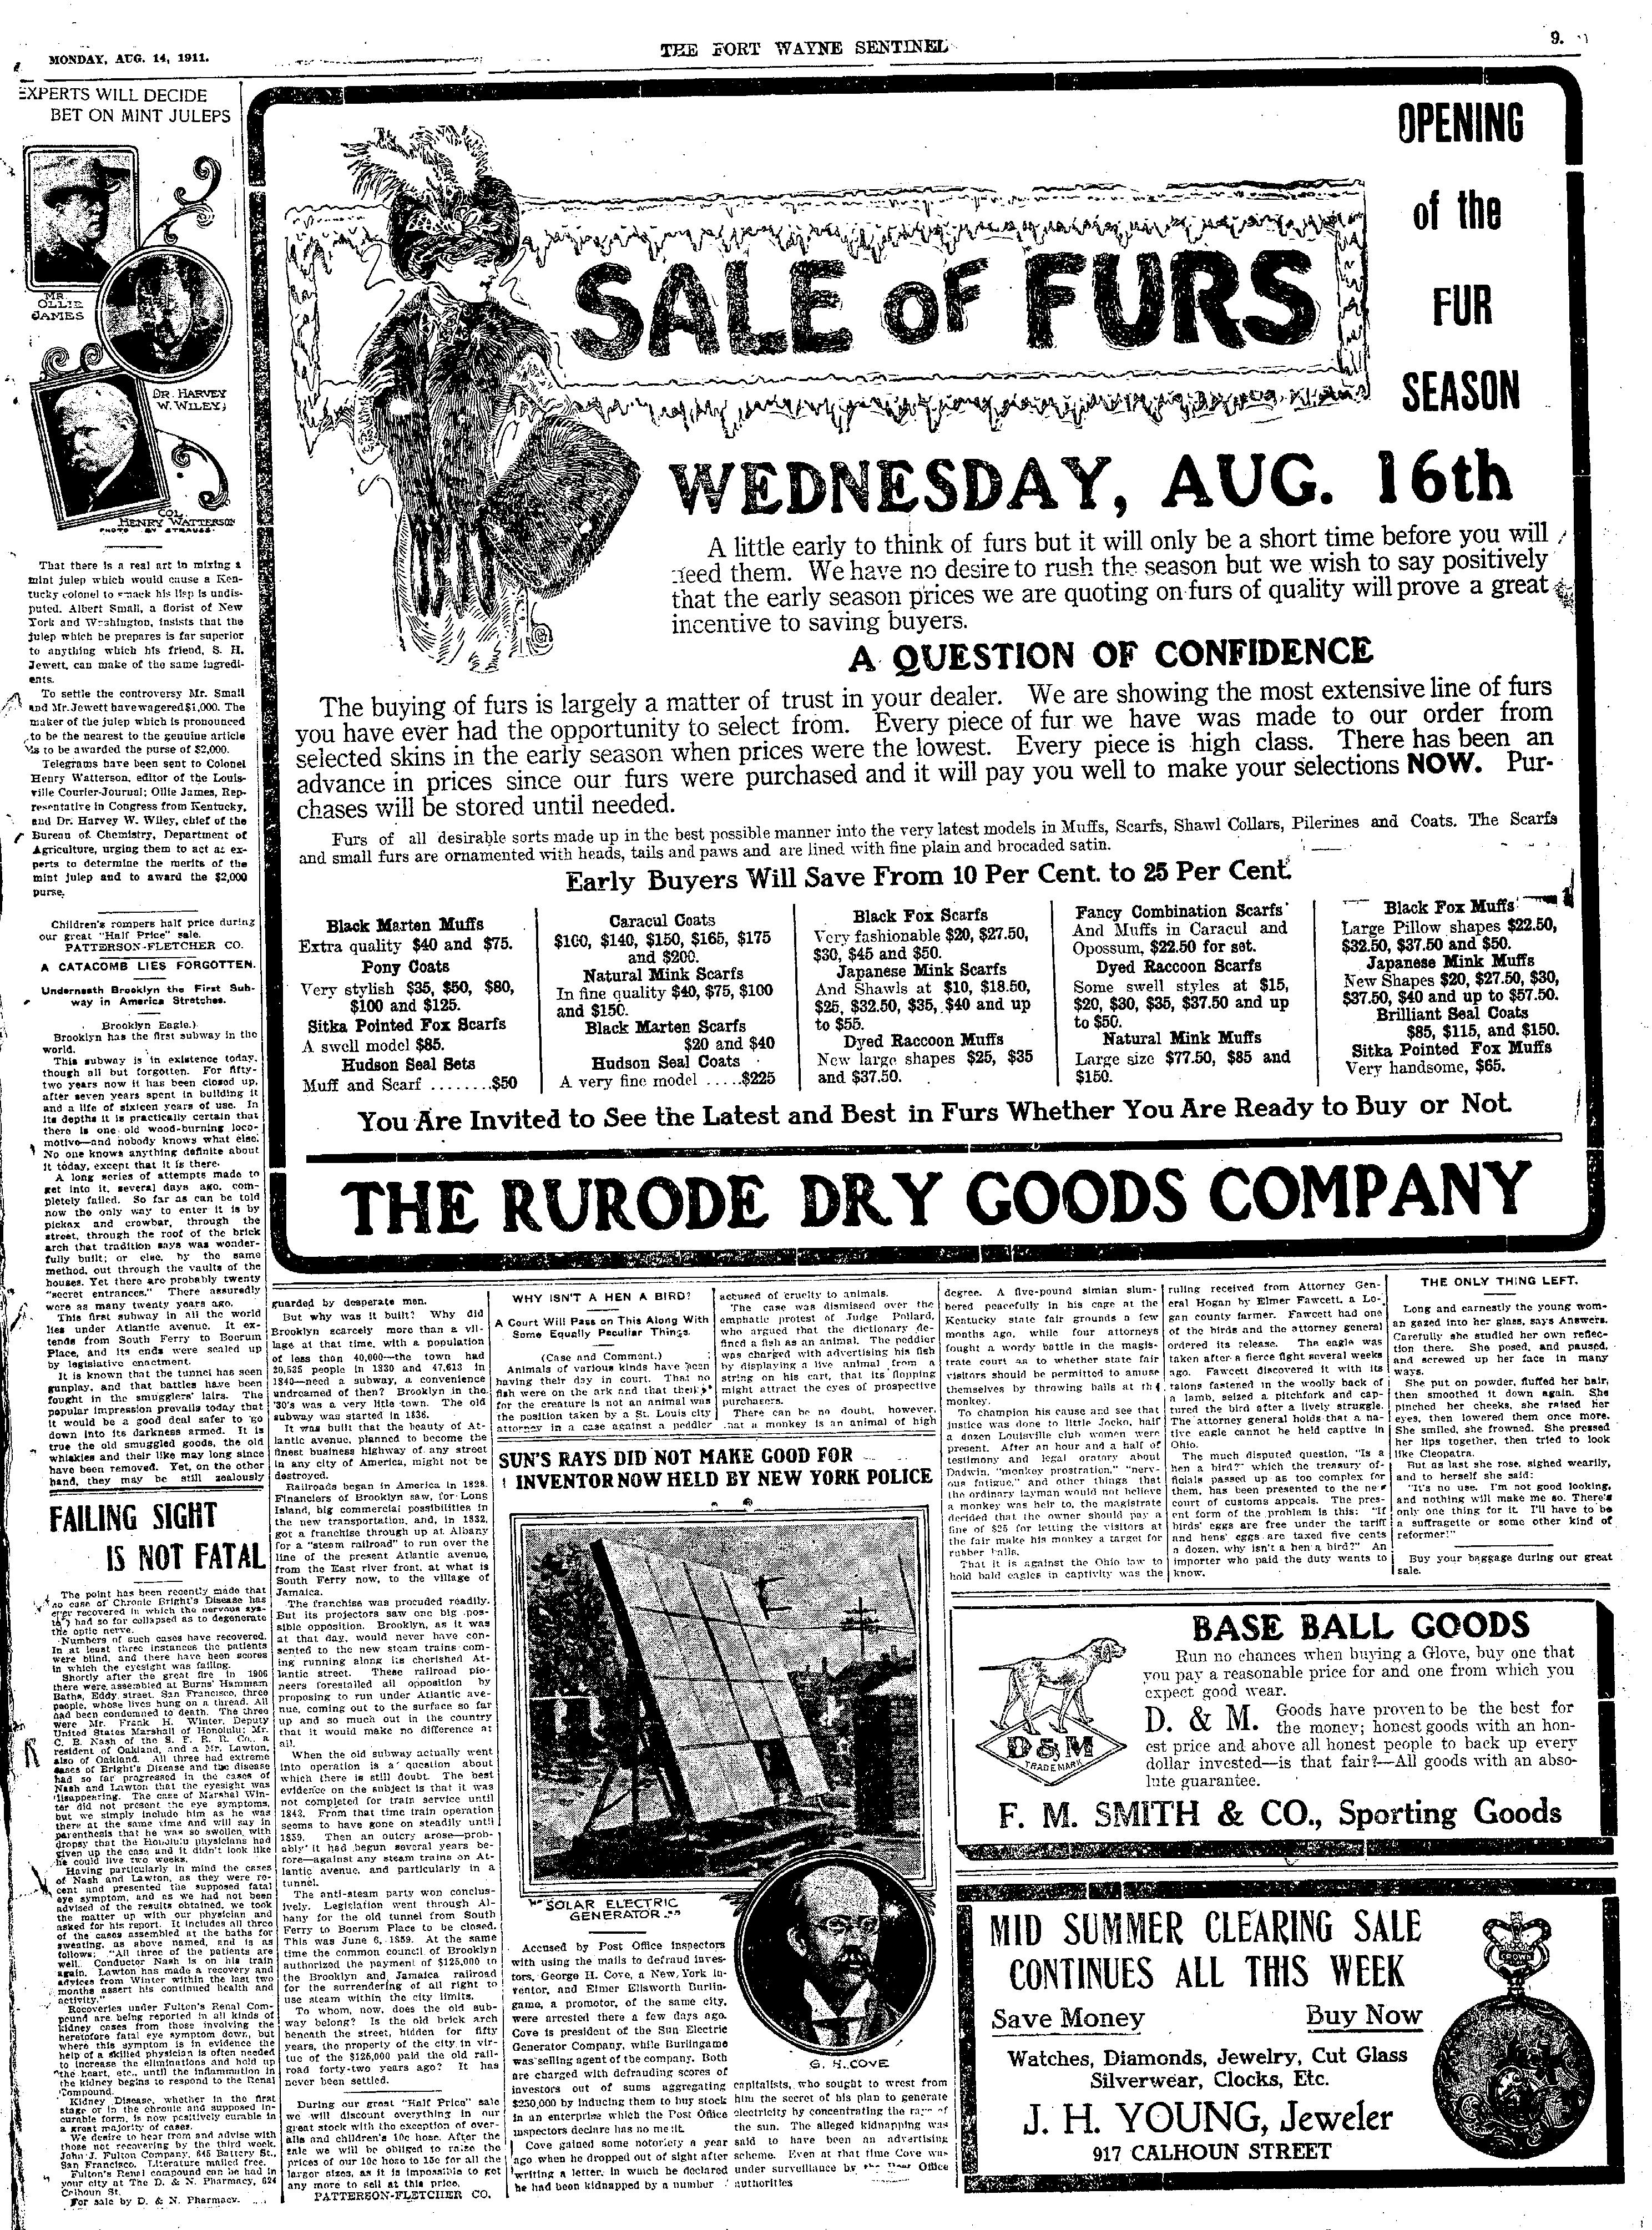 MONDAY, AUG. 14, 1911.
THE FORT WAYNE SENTINEL
9.
EXPERTS WILL DECIDE
BET ON MINT JULEPS
MR.
OLLIE
JAMES
DR. HARVEY
W. WILEY;
COL.
HENRY WATTERSON
PHOTO BY STRAUSS.
That there is a real art in mixing a
mint julep which would cause a Ken-
tucky colonel to smack his lisp is undis-
puted. Albert Small, a florist of New
York and Washington, insists that the
julep which he prepares is far superior
to anything which his friend, S. H.
Jewett, can make of the same ingredi-
ents.
To settle the controversy Mr. Small
and Mr. Jewett have wagered $1,000. The
maker of the julep which is pronounced
to be the nearest to the genuine article
is to be awarded the purse of $2,000.
Telegrams have been sent to Colonel
Henry Watterson, editor of the Louis-
ville Courier-Journal; Ollie James, Rep-
resentative in Congress from Kentucky,
and Dr. Harvey W. Wiley, chief of the
Bureau of Chemistry, Department of
Agriculture, urging them to act as ex-
perts to determine the merits of the
mint julep and to award the $2,000
purse.
Children's rompers half price during
our great "Half Price" sale.
PATTERSON-FLETCHER CO.
A CATACOMB LIES FORGOTTEN.
Underneath Brooklyn the First Sub-
way in America Stretches.
Brooklyn Eagle.)
Brooklyn has the first subway in the
world.
This subway is in existence today,
though all but forgotten. For fifty-
two years now it has been closed up,
after seven years spent in building it
and a life of sixteen years of use. In
its depths it is practically certain that
there is one old wood-burning loco-
motive—and nobody knows what else.
No one knows anything definite about
it today, except that it is there.
A long series of attempts made to
get into it, several days ago, com-
pletely failed. So far as can be told
now the only way to enter it is by
pickax and crowbar, through the
street, through the roof of the brick
arch that tradition says was wonder-
fully built; or else, by the same
method, out through the vaults of the
houses. Yet there are probably twenty
"secret entrances." There assuredly
were as many twenty years ago.
This first subway in all the world
lies under Atlantic avenue. It ex-
tends from South Ferry to Boerum
Place, and its ends were sealed up
by legislative enactment.
It is known that the tunnel has seen
gunplay, and that battles have been
fought in the smugglers' lairs. The
popular impression prevails today that
it would be a good deal safer to go
down into its darkness armed. It is
true the old smuggled goods, the old
whiskies and their like may long since
have been removed. Yet, on the other
hand, they may be still zealously
FAILING SIGHT
IS NOT FATAL
The point has been recently made that
no case of Chronic Bright's Disease has
ever recovered in which the nervous sys-
tem had so far collapsed as to degenerate
the optic nerve.
Numbers of such cases have recovered.
In at least three instances the patients
were blind, and there have been scores
in which the eyesight was failing.
Shortly after the great fire in 1906
there were assembled at Burns' Hammam
Baths, Eddy street, San Francisco, three
people, whose lives hung on a thread. All
had been condemned to death. The three
were Mr. Frank H. Winter, Deputy
United States Marshall of Honolulu; Mr.
C. B. Nash of the S. F. R. R. Co., a
resident of Oakland, and a Mr. Lawton,
also of Oakland. All three had extreme
cases of Bright's Disease and the disease
had so far progressed in the cases of
Nash and Lawton that the eyesight was
disappearing. The case of Marshal Win-
ter did not present the eye symptoms,
but we simply include him as he was
there at the same time and will say in
parenthesis that he was so swollen with
dropsy that the Honolulu physicians had
given up the case and it didn't look like
he could live two weeks.
Having particularly in mind the cases
of Nash and Lawton, as they were re-
cent and presented the supposed fatal
eye symptom, and as we had not been
advised of the results obtained, we took
the matter up with our physician and
asked for his report. It includes all three
of the cases assembled at the baths for
sweating, as above named, and is as
follows: "All three of the patients are
well. Conductor Nash is on his train
again. Lawton has made a recovery and
advices from Winter within the last two
months assert his continued health and
activity."
Recoveries under Fulton's Renal Com-
pound are being reported in all kinds of
kidney cases from those involving the
heretofore fatal eye symptom down, but
where this symptom is in evidence the
help of a skilled physician is often needed
to increase the eliminations and hold up
the heart, etc., until the inflammation in
the kidney begins to respond to the Renal
Compound.
Kidney Disease, whether in the first
stage or in the chronic and supposed in-
curable form, is now positively curable in
a great majority of cases.
We desire to hear from and advise with
those not recovering by the third week.
John J. Fulton Company, 645 Battery St.,
San Francisco. Literature mailed free.
Fulton's Renal compound can be had in
your city at The D. & N. Pharmacy, 624
Calhoun St.
For sale by D. & N. Pharmacy.
OPENING
of the
FUR
SEASON
SALE OF FURS
WEDNESDAY, AUG. 16th
A little early to think of furs but it will only be a short time before you will
need them. We have no desire to rush the season but we wish to say positively
that the early season prices we are quoting on furs of quality will prove a great
incentive to saving buyers.
A QUESTION OF CONFIDENCE
The buying of furs is largely a matter of trust in your dealer. We are showing the most extensive line of furs
you have ever had the opportunity to select from. Every piece of fur we have was made to our order from
selected skins in the early season when prices were the lowest. Every piece is high class. There has been an
advance in prices since our furs were purchased and it will pay you well to make your selections NOW. Pur-
chases will be stored until needed.
Furs of all desirable sorts made up in the best possible manner into the very latest models in Muffs, Scarfs, Shawl Collars, Pilerines and Coats. The Scarfs
and small furs are ornamented with heads, tails and paws and are lined with fine plain and brocaded satin.
Early Buyers Will Save From 10 Per Cent. to 25 Per Cent.
Black Marten Muffs
Extra quality $40 and $75.
Pony Coats
Very stylish $35, $50, $80,
$100 and $125.
Sitka Pointed Fox Scarfs
A swell model $85.
Hudson Seal Sets
Muff and Scarf ........$50
Caracul Coats
$100, $140, $150, $165, $175
and $200.
Natural Mink Scarfs
In fine quality $40, $75, $100
and $150.
Black Marten Scarfs
$20 and $40
Hudson Seal Coats
A very fine model .....$225
Black Fox Scarfs
Very fashionable $20, $27.50,
$30, $45 and $50.
Japanese Mink Scarfs
And Shawls at $10, $18.50,
$25, $32.50, $35, $40 and up
to $55.
Dyed Raccoon Muffs
New large shapes $25, $35
and $37.50.
Fancy Combination Scarfs
And Muffs in Caracul and
Opossum, $22.50 for set.
Dyed Raccoon Scarfs
Some swell styles at $15,
$20, $30, $35, $37.50 and up
to $50.
Natural Mink Muffs
Large size $77.50, $85 and
$150.
Black Fox Muffs
Large Pillow shapes $22.50,
$32.50, $37.50 and $50.
Japanese Mink Muffs
New Shapes $20, $27.50, $30,
$37.50, $40 and up to $57.50.
Brilliant Seal Coats
$85, $115, and $150.
Sitka Pointed Fox Muffs
Very handsome, $65.
You Are Invited to See the Latest and Best in Furs Whether You Are Ready to Buy or Not
THE RURODE DRY GOODS COMPANY
guarded by desperate men.
But why was it built? Why did
Brooklyn scarcely more than a vil-
lage at that time, with a population
of less than 40,000—the town had
20,535 people in 1830 and 47,613 in
1840—need a subway, a convenience
undreamed of then? Brooklyn in the
'30's was a very little town. The old
subway was started in 1836.
It was built that the beauty of At-
lantic avenue, planned to become the
finest business highway of any street
in any city of America, might not be
destroyed.
Railroads began in America in 1828.
Financiers of Brooklyn saw, for Long
Island, big commercial possibilities in
the new transportation, and, in 1832,
got a franchise through up at Albany
for a "steam railroad" to run over the
line of the present Atlantic avenue,
from the East river front, at what is
South Ferry now, to the village of
Jamaica.
The franchise was procuded readily.
But its projectors saw one big pos-
sible opposition. Brooklyn, as it was
at that day, would never have con-
sented to the new steam trains com-
ing running along its cherished At-
lantic street. These railroad pio-
neers forestalled all opposition by
proposing to run under Atlantic ave-
nue, coming out to the surface so far
up and so much out in the country
that it would make no difference at
all.
When the old subway actually went
into operation is a question about
which there is still doubt. The best
evidence on the subject is that it was
not completed for train service until
1843. From that time train operation
seems to have gone on steadily until
1859. Then an outcry arose—prob-
ably it had begun several years be-
fore—against any steam trains on At-
lantic avenue, and particularly in a
tunnel.
The anti-steam party won conclus-
ively. Legislation went through Al-
bany for the old tunnel from South
Ferry to Boerum Place to be closed.
This was June 6, 1859. At the same
time the common council of Brooklyn
authorized the payment of $125,000 to
the Brooklyn and Jamaica railroad
for the surrendering of all right to
use steam within the city limits.
To whom, now, does the old sub-
way belong? Is the old brick arch
beneath the street, hidden for fifty
years, the property of the city in vir-
tue of the $125,000 paid the old rail-
road forty-two years ago? It has
never been settled.
During our great "Half Price" sale
we will discount everything in our
great stock with the exception of over-
alls and children's 10c hose. After the
sale we will be obliged to raise the
prices of our 10c hose to 15c for all the
larger sizes, as it is impossible to get
any more to sell at this price.
PATTERSON-FLETCHER CO.
WHY ISN'T A HEN A BIRD?
A Court Will Pass on This Along With
Some Equally Peculiar Things.
(Case and Comment.)
Animals of various kinds have been
having their day in court. That no
fish were on the ark and that
for the creature is not an animal was
the position taken by a St. Louis city
attorney in a case against a peddler
accused of cruelty to animals.
The case was dismissed over the
emphatic protest of Judge Pollard,
who argued that the dictionary de-
fined a fish as an animal. The peddler
was charged with advertising his fish
by displaying a live animal from a
string on his cart, that its flopping
might attract the eyes of prospective
purchasers.
There can be no doubt, however,
that a monkey is an animal of high
degree. A five-pound simian slum-
bered peacefully in his cage at the
Kentucky state fair grounds a few
months ago, while four attorneys
fought a wordy battle in the magis-
trate court as to whether state fair
visitors should be permitted to amuse
themselves by throwing balls at the
monkey.
To champion his cause and see that
justice was done to little Jocko, half
a dozen Louisville club women were
present. After an hour and a half of
testimony and legal oratory about
Dadwin, "monkey prostration," "nerv-
ous fatigue," and other things that
the ordinary layman would not believe
a monkey was heir to, the magistrate
decided that the owner should pay a
fine of $25 for letting the visitors at
the fair make his monkey a target for
rubber balls.
That it is against the Ohio law to
hold bald eagles in captivity was the
ruling received from Attorney Gen-
eral Hogan by Elmer Fawcett, a Lo-
gan county farmer. Fawcett had one
of the birds and the attorney general
ordered its release. The eagle was
taken after a fierce fight several weeks
ago. Fawcett discovered it with its
talons fastened in the woolly back of
a lamb, seized a pitchfork and cap-
tured the bird after a lively struggle.
The attorney general holds that a na-
tive eagle cannot he held captive in
Ohio.
The much disputed question, "Is a
hen a bird?" which the treasury of-
ficials passed up as too complex for
them, has been presented to the new
court of customs appeals. The pres-
ent form of the problem is this: "If
birds' eggs are free under the tariff
and hens' eggs are taxed five cents
a dozen, why isn't a hen a bird?" An
importer who paid the duty wants to
know.
THE ONLY THING LEFT.
Long and earnestly the young wom-
an gazed into her glass, says Answers.
Carefully she studied her own reflec-
tion there. She posed, and paused,
and screwed up her face in many
ways.
She put on powder, fluffed her hair,
then smoothed it down again. She
pinched her cheeks, she raised her
eyes, then lowered them once more.
She smiled, she frowned. She pressed
her lips together, then tried to look
like Cleopatra.
But as last she rose, sighed wearily,
and to herself she said:
"It's no use. I'm not good looking,
and nothing will make me so. There's
only one thing for it. I'll have to be
a suffragette or some other kind of
reformer!"
Buy your baggage during our great
sale.
SUN'S RAYS DID NOT MAKE GOOD FOR
INVENTOR NOW HELD BY NEW YORK POLICE
"SOLAR ELECTRIC
GENERATOR."
G. H. COVE
Accused by Post Office inspectors
with using the mails to defraud inves-
tors, George H. Cove, a New York in-
ventor, and Elmer Ellsworth Burlin-
game, a promotor, of the same city,
were arrested a few days ago.
Cove is president of the Sun Electric
Generator Company, while Burlingame
was selling agent of the company. Both
are charged with defrauding scores of
investors out of sums aggregating
$250,000 by inducing them to buy stock
in an enterprise which the Post Office
inspectors declare has no merit.
Cove gained some notoriety a year
ago when he dropped out of sight after
writing a letter, in which he declared
he had been kidnapped by a number
capitalists, who sought to wrest from
him the secret of his plan to generate
electricity by concentrating the rays of
the sun. The alleged kidnapping was
said to have been an advertising
scheme. Even at that time Cove was
under surveillance by Office
authorities
BASE BALL GOODS
Run no chances when buying a Glove, buy one that
you pay a reasonable price for and one from which you
expect good wear.
D. & M. Goods have proven to be the best for
the money; honest goods with an hon-
est price and above all honest people to back up every
dollar invested—is that fair?—All goods with an abso-
lute guarantee.
D&M
TRADE MARK
F. M. SMITH & CO., Sporting Goods
MID SUMMER CLEARING SALE
CONTINUES ALL THIS WEEK
Save Money
Buy Now
Watches, Diamonds, Jewelry, Cut Glass
Silverwear, Clocks, Etc.
J. H. YOUNG, Jeweler
917 CALHOUN STREET
CROWN